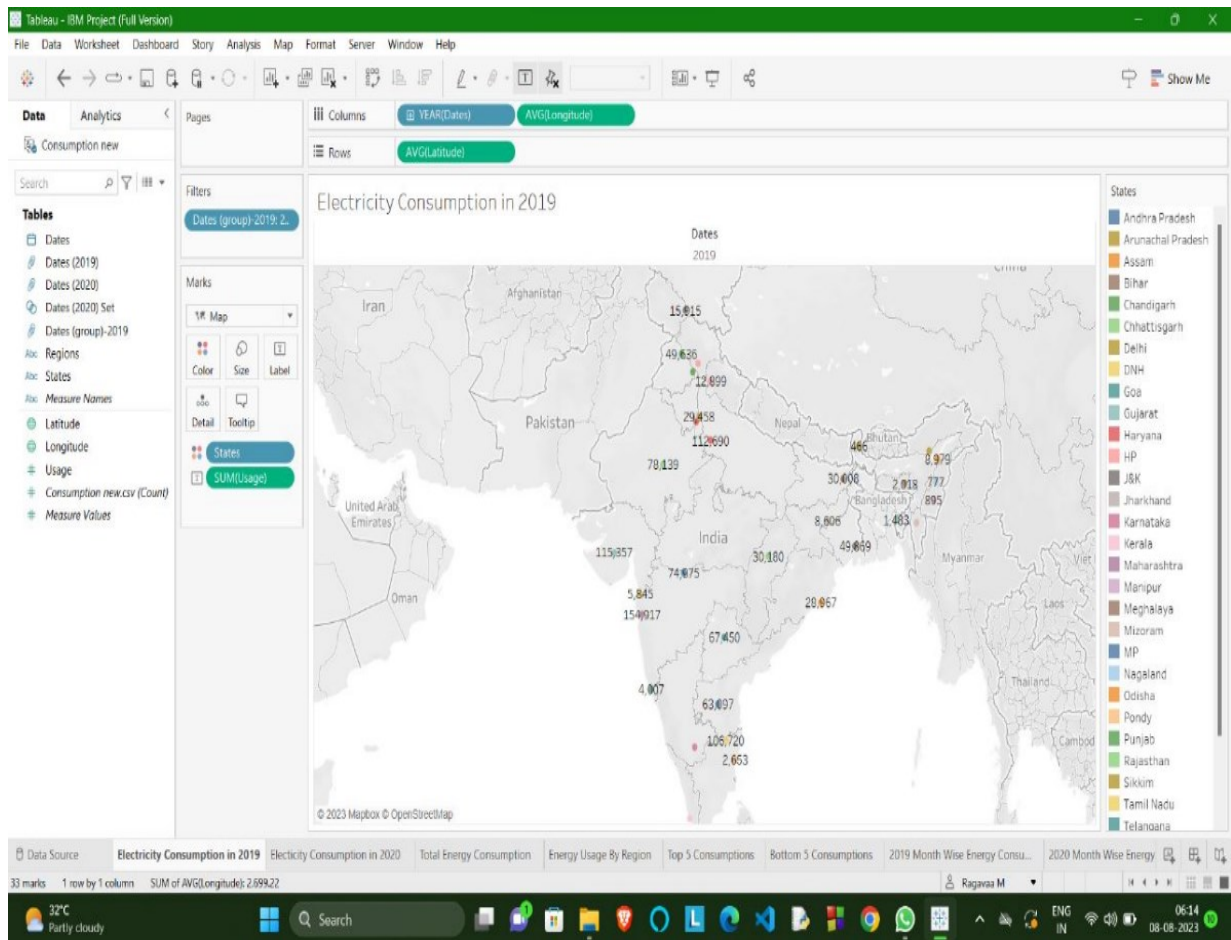 Tableau - IBM Project (Full Version)
File Data Worksheet Dashboard Story Analysis Map Format Server Window Help
Show Me
Data Analytics
Consumption new
Search
Tables
Dates
Dates (2019)
Dates (2020)
Dates (2020) Set
Dates (group)-2019
Abc Regions
Abc States
Abc Measure Names
Latitude
Longitude
Usage
Consumption new.csv (Count)
Measure Values
Pages
Filters
Dates (group)-2019: 2..
Marks
Map
Color Size Label
Detail Tooltip
States
SUM(Usage)
Columns YEAR(Dates) AVG(Longitude)
Rows AVG(Latitude)
Electricity Consumption in 2019
Dates
2019
China
Iran
Afghanistan
15,915
49,636
12,899
Pakistan
29,458
Nepal
112,690
466
Bhutan
8,979
78,139
30,008
2,018
777
United Arab
Emirates
Bangladesh
895
8,606
1,483
India
49,869
115,357
30,180
Myanmar
74,975
Viet
Oman
5,845
28,967
Laos
154,917
67,450
Thailand
4,007
63,097
106,720
Cambod
2,653
© 2023 Mapbox © OpenStreetMap
States
Andhra Pradesh
Arunachal Pradesh
Assam
Bihar
Chandigarh
Chhattisgarh
Delhi
DNH
Goa
Gujarat
Haryana
HP
J&K
Jharkhand
Karnataka
Kerala
Maharashtra
Manipur
Meghalaya
Mizoram
MP
Nagaland
Odisha
Pondy
Punjab
Rajasthan
Sikkim
Tamil Nadu
Telangana
Data Source Electricity Consumption in 2019 Electicity Consumption in 2020 Total Energy Consumption Energy Usage By Region Top 5 Consumptions Bottom 5 Consumptions 2019 Month Wise Energy Consu... 2020 Month Wise Energy
33 marks 1 row by 1 column SUM of AVG(Longitude): 2,699.22 Ragavaa M
32°C
Partly cloudy
Search
ENG
IN
06:14
08-08-2023